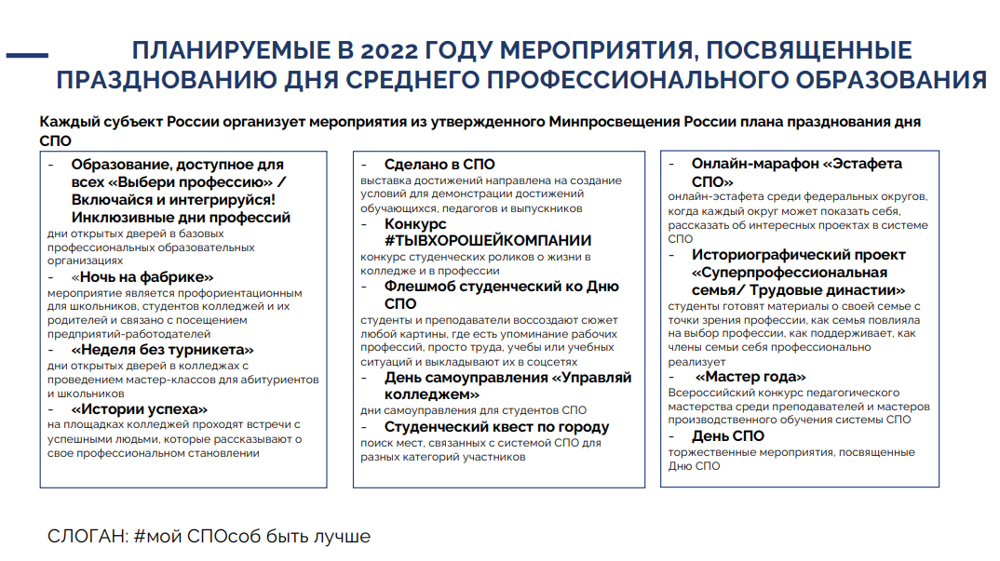 ПЛАНИРУЕМЫЕ В 2022 ГОДУ МЕРОПРИЯТИЯ, ПОСВЯЩЕННЫЕ
ПРАЗДНОВАНИЮ ДНЯ СРЕДНЕГО ПРОФЕССИОНАЛЬНОГО ОБРАЗОВАНИЯ
Каждый субъект России организует мероприятия из утвержденного Минпросвещения России плана празднования дня
СПО
- Образование, доступное для
всех «Выбери профессию» /
Включайся и интегрируйся!
Инклюзивные дни профессий
дни открытых дверей в базовых
профессиональных образовательных
организациях
- «Ночь на фабрике»
мероприятие является профориентационным
для школьников, студентов колледжей и их
родителей и связано с посещением
предприятий-работодателей
- «Неделя без турникета»
дни открытых дверей в колледжах с
проведением мастер-классов для абитуриентов
и школьников
- «Истории успеха»
на площадках колледжей проходят встречи с
успешными людьми, которые рассказывают о
свое профессиональном становлении
- Сделано в СПО
выставка достижений направлена на создание
условий для демонстрации достижений
обучающихся, педагогов и выпускников
- Конкурс
#ТЫВХОРОШЕЙКОМПАНИИ
конкурс студенческих роликов о жизни в
колледже и в профессии
- Флешмоб студенческий ко Дню
СПО
студенты и преподаватели воссоздают сюжет
любой картины, где есть упоминание рабочих
профессий, просто труда, учебы или учебных
ситуаций и выкладывают их в соцсетях
- День самоуправления «Управляй
колледжем»
дни самоуправления для студентов СПО
- Студенческий квест по городу
поиск мест, связанных с системой СПО для
разных категорий участников
- Онлайн-марафон «Эстафета
СПО»
онлайн-эстафета среди федеральных округов,
когда каждый округ может показать себя,
рассказать об интересных проектах в системе
СПО
- Историографический проект
«Суперпрофессиональная
семья/ Трудовые династии»
студенты готовят материалы о своей семье с
точки зрения профессии, как семья повлияла
на выбор профессии, как поддерживает, как
члены семьи себя профессионально
реализует
- «Мастер года»
Всероссийский конкурс педагогического
мастерства среди преподавателей и мастеров
производственного обучения системы СПО
- День СПО
торжественные мероприятия, посвященные
Дню СПО
СЛОГАН: #мой СПОсоб быть лучше